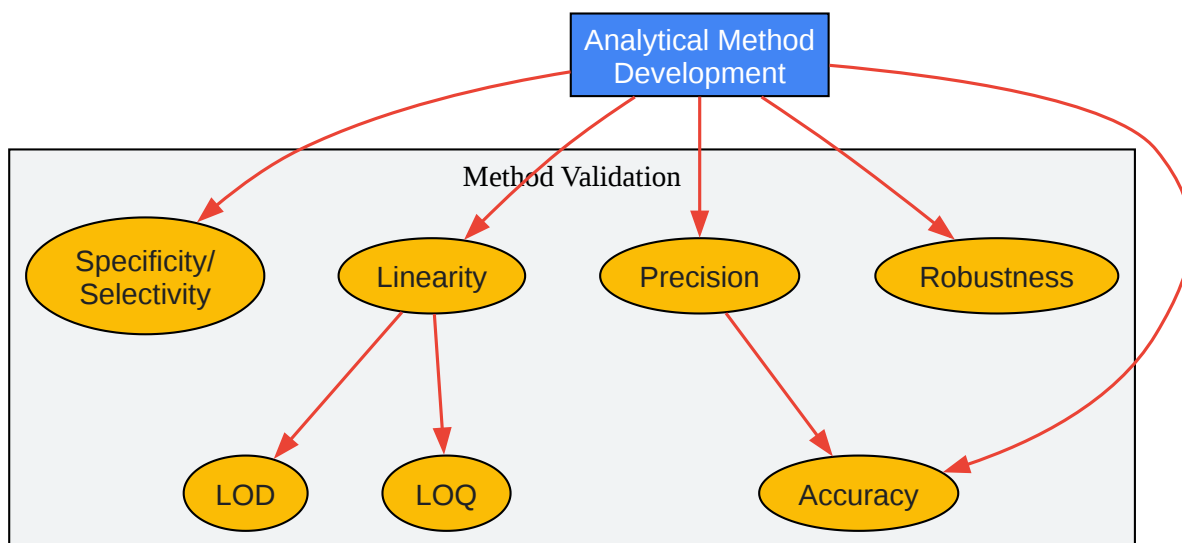 Analytical Method
Development
Method Validation
Specificity/
Selectivity
Linearity
Precision
Robustness
LOD
LOQ
Accuracy